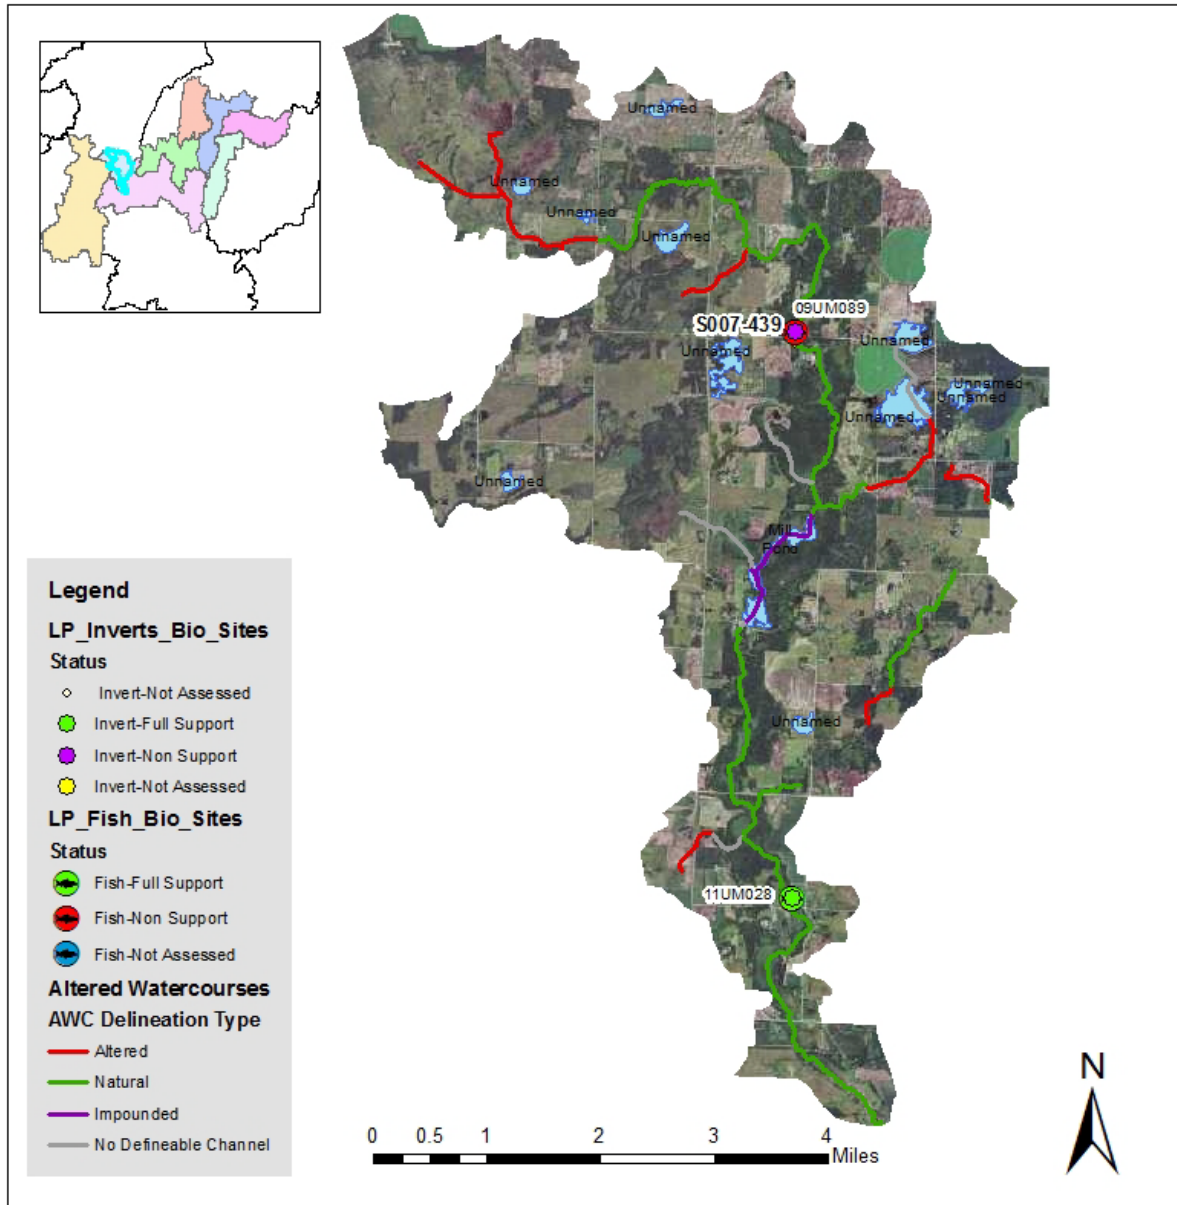 Unnamed
Unnamed
Unnamed
Unnamed
09UM089
S007-439
Unnamed
Unnamed
Unnamed
Unnamed
Unnamed
Unnamed
Mill
Pond
Unnamed
11UM028
Legend
LP_Inverts_Bio_Sites
Status
Invert-Not Assessed
Invert-Full Support
Invert-Non Support
Invert-Not Assessed
LP_Fish_Bio_Sites
Status
Fish-Full Support
Fish-Non Support
Fish-Not Assessed
Altered Watercourses
AWC Delineation Type
Altered
Natural
Impounded
No Defineable Channel
0 0.5 1 2 3 4
Miles
N